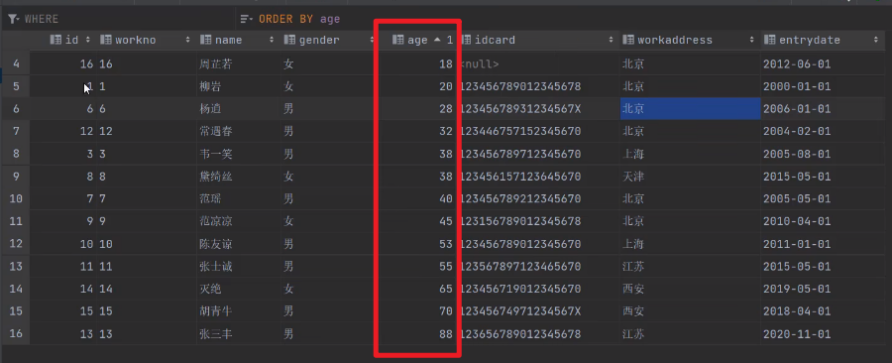 WHERE ORDER BY age
id workno name gender age 1 idcard workaddress entrydate
4 16 16 周芷若 女 18 <null> 北京 2012-06-01
5 1 1 柳岩 女 20 123456789012345678 北京 2000-01-01
6 6 6 杨逍 男 28 12345678931234567X 北京 2006-01-01
7 12 12 常遇春 男 32 123446757152345670 北京 2004-02-01
8 3 3 韦一笑 男 38 123456789712345670 上海 2005-08-01
9 8 8 黛绮丝 女 38 123456157123645670 天津 2015-05-01
10 7 7 范瑶 男 40 123456789212345670 北京 2005-05-01
11 9 9 范凉凉 女 45 123156789012345678 北京 2010-04-01
12 10 10 陈友谅 男 53 123456789012345670 上海 2011-01-01
13 11 11 张士诚 男 55 123567897123465670 江苏 2015-05-01
14 14 14 灭绝 女 65 123456719012345670 西安 2019-05-01
15 15 15 胡青牛 男 70 12345674971234567X 西安 2018-04-01
16 13 13 张三丰 男 88 123656789012345678 江苏 2020-11-01